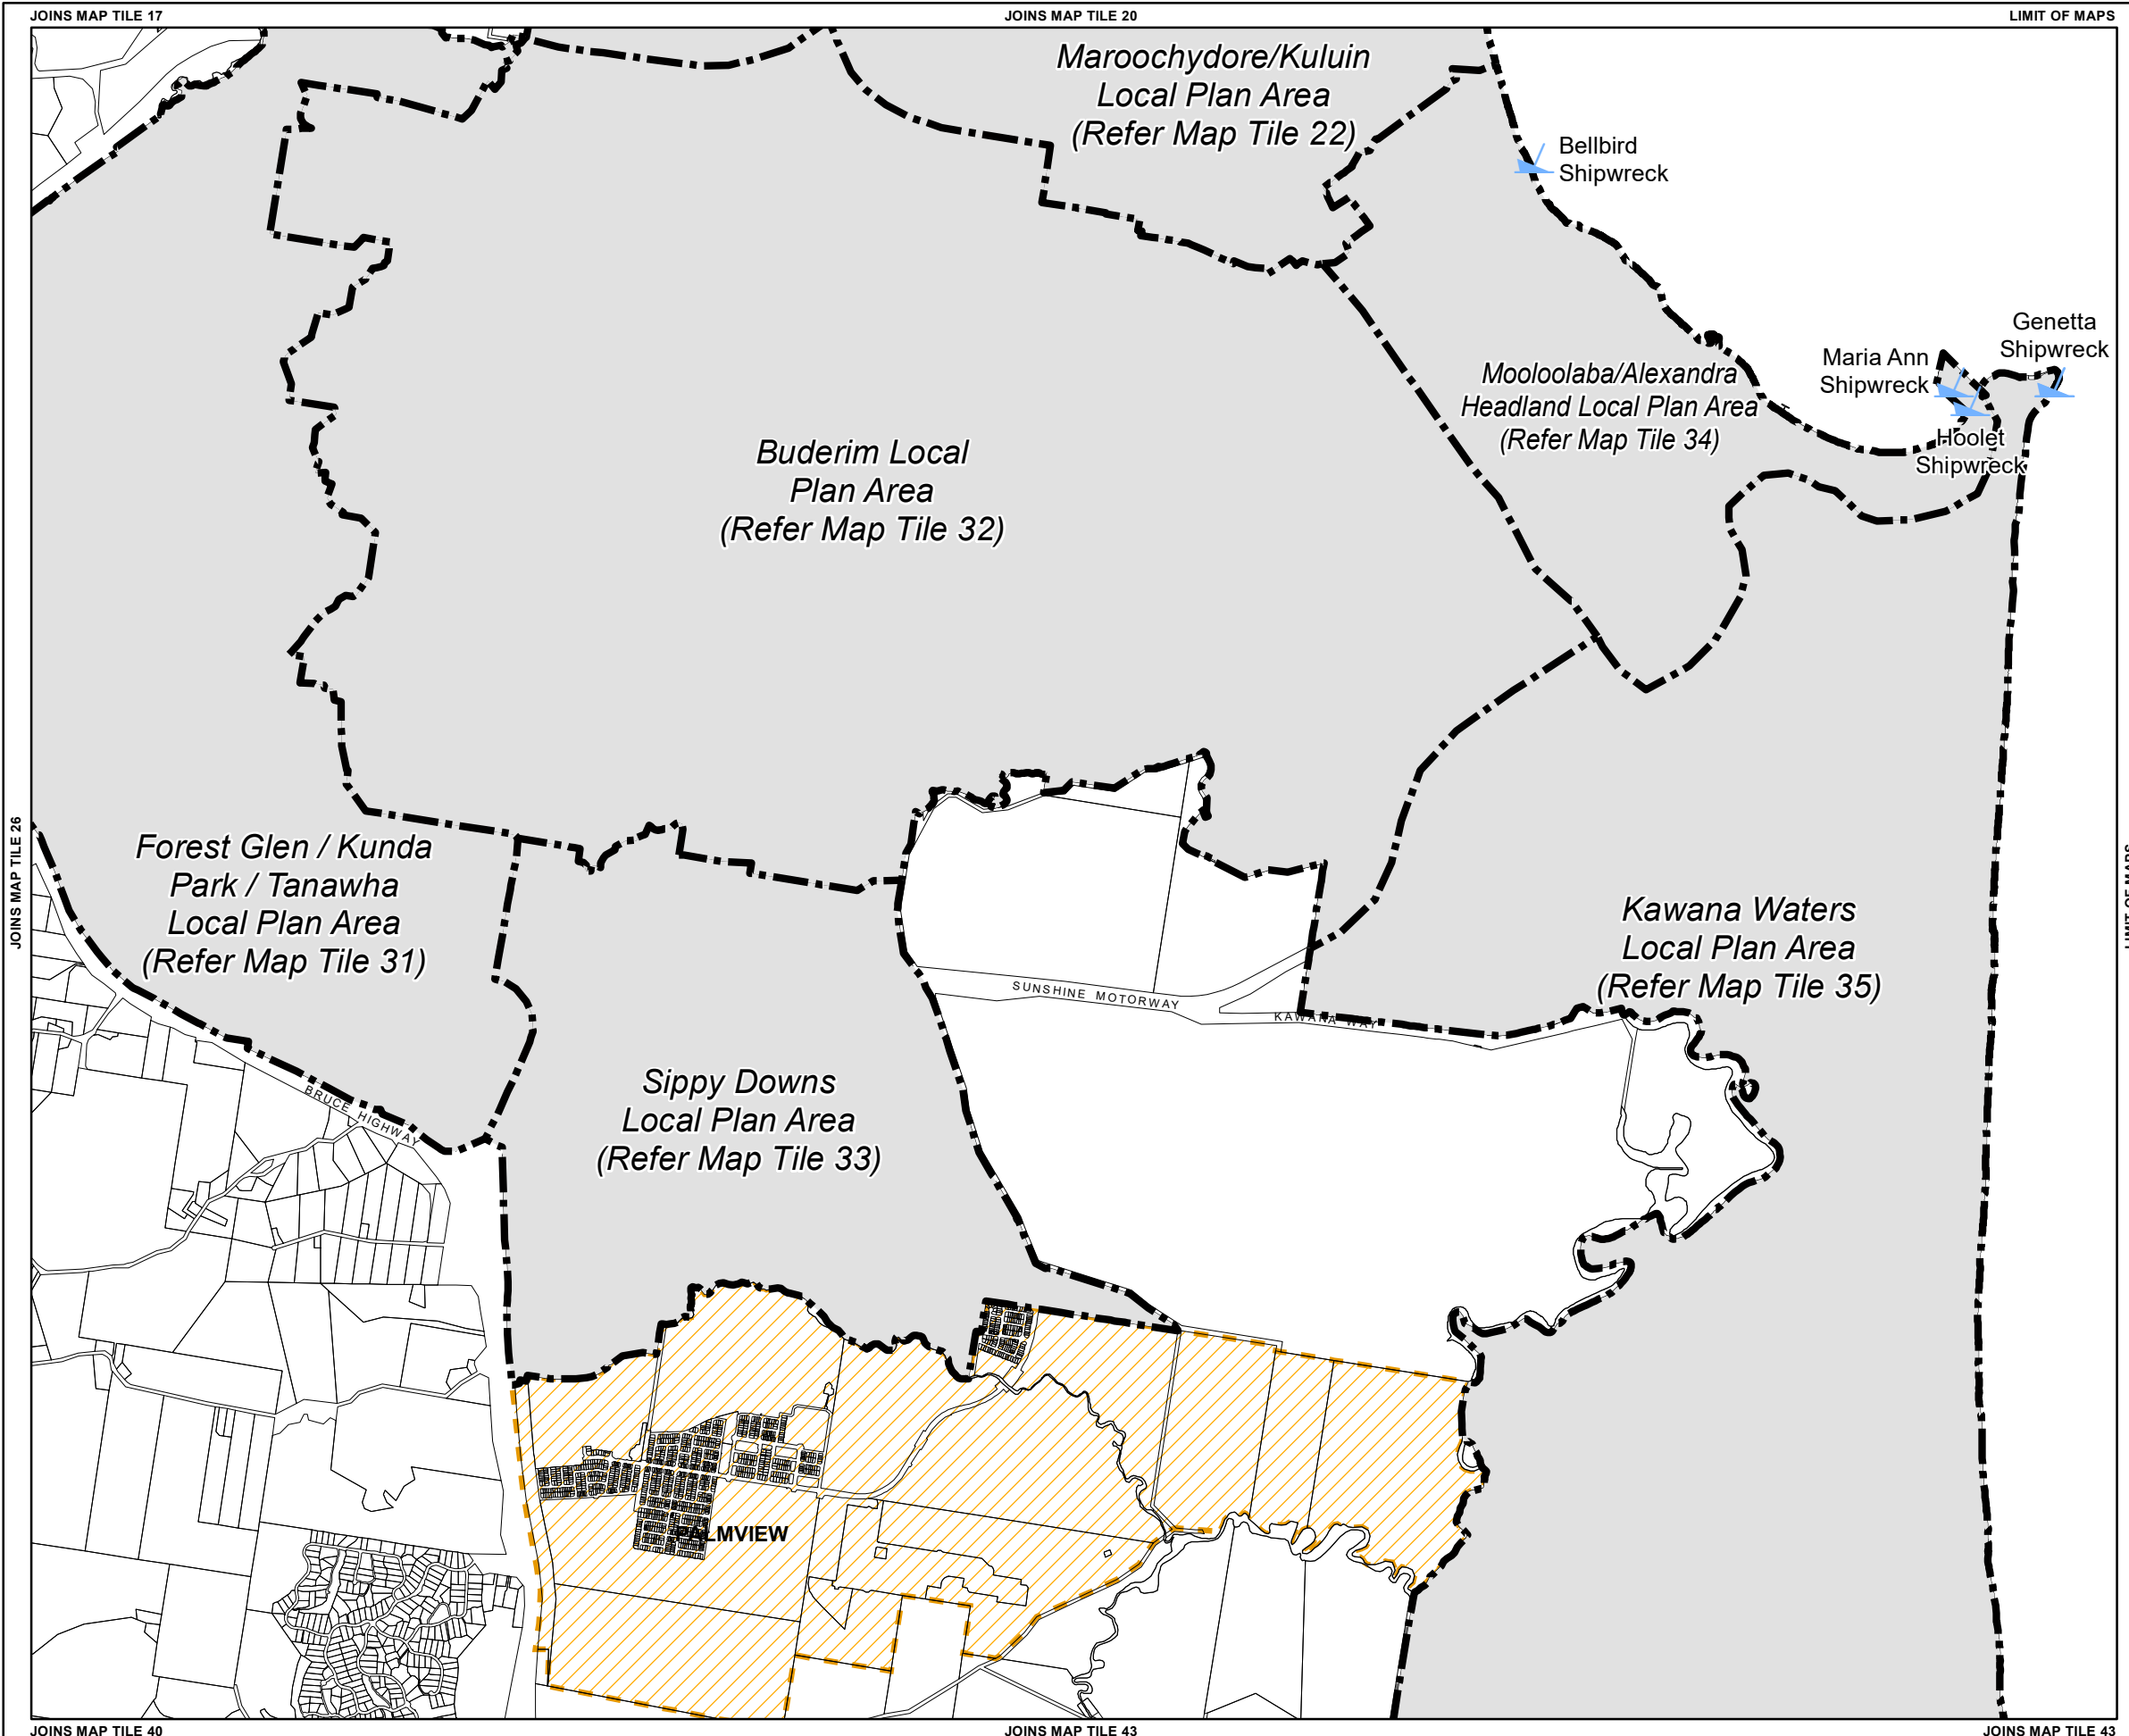 JOINS MAP TILE 17
JOINS MAP TILE 20
LIMIT OF MAPS
Maroochydore/Kuluin
Local Plan Area
(Refer Map Tile 22)
Bellbird
Shipwreck
Genetta
Shipwreck
Maria Ann
Shipwreck
Hoolet
Shipwreck
Mooloolaba/Alexandra
Headland Local Plan Area
(Refer Map Tile 34)
Buderim Local
Plan Area
(Refer Map Tile 32)
JOINS MAP TILE 26
Forest Glen / Kunda
Park / Tanawha
Local Plan Area
(Refer Map Tile 31)
LIMIT OF MAPS
Kawana Waters
Local Plan Area
(Refer Map Tile 35)
SUNSHINE MOTORWAY
KAWANA WAY
BRUCE HIGHWAY
Sippy Downs
Local Plan Area
(Refer Map Tile 33)
PALMVIEW
JOINS MAP TILE 40
JOINS MAP TILE 43
JOINS MAP TILE 43